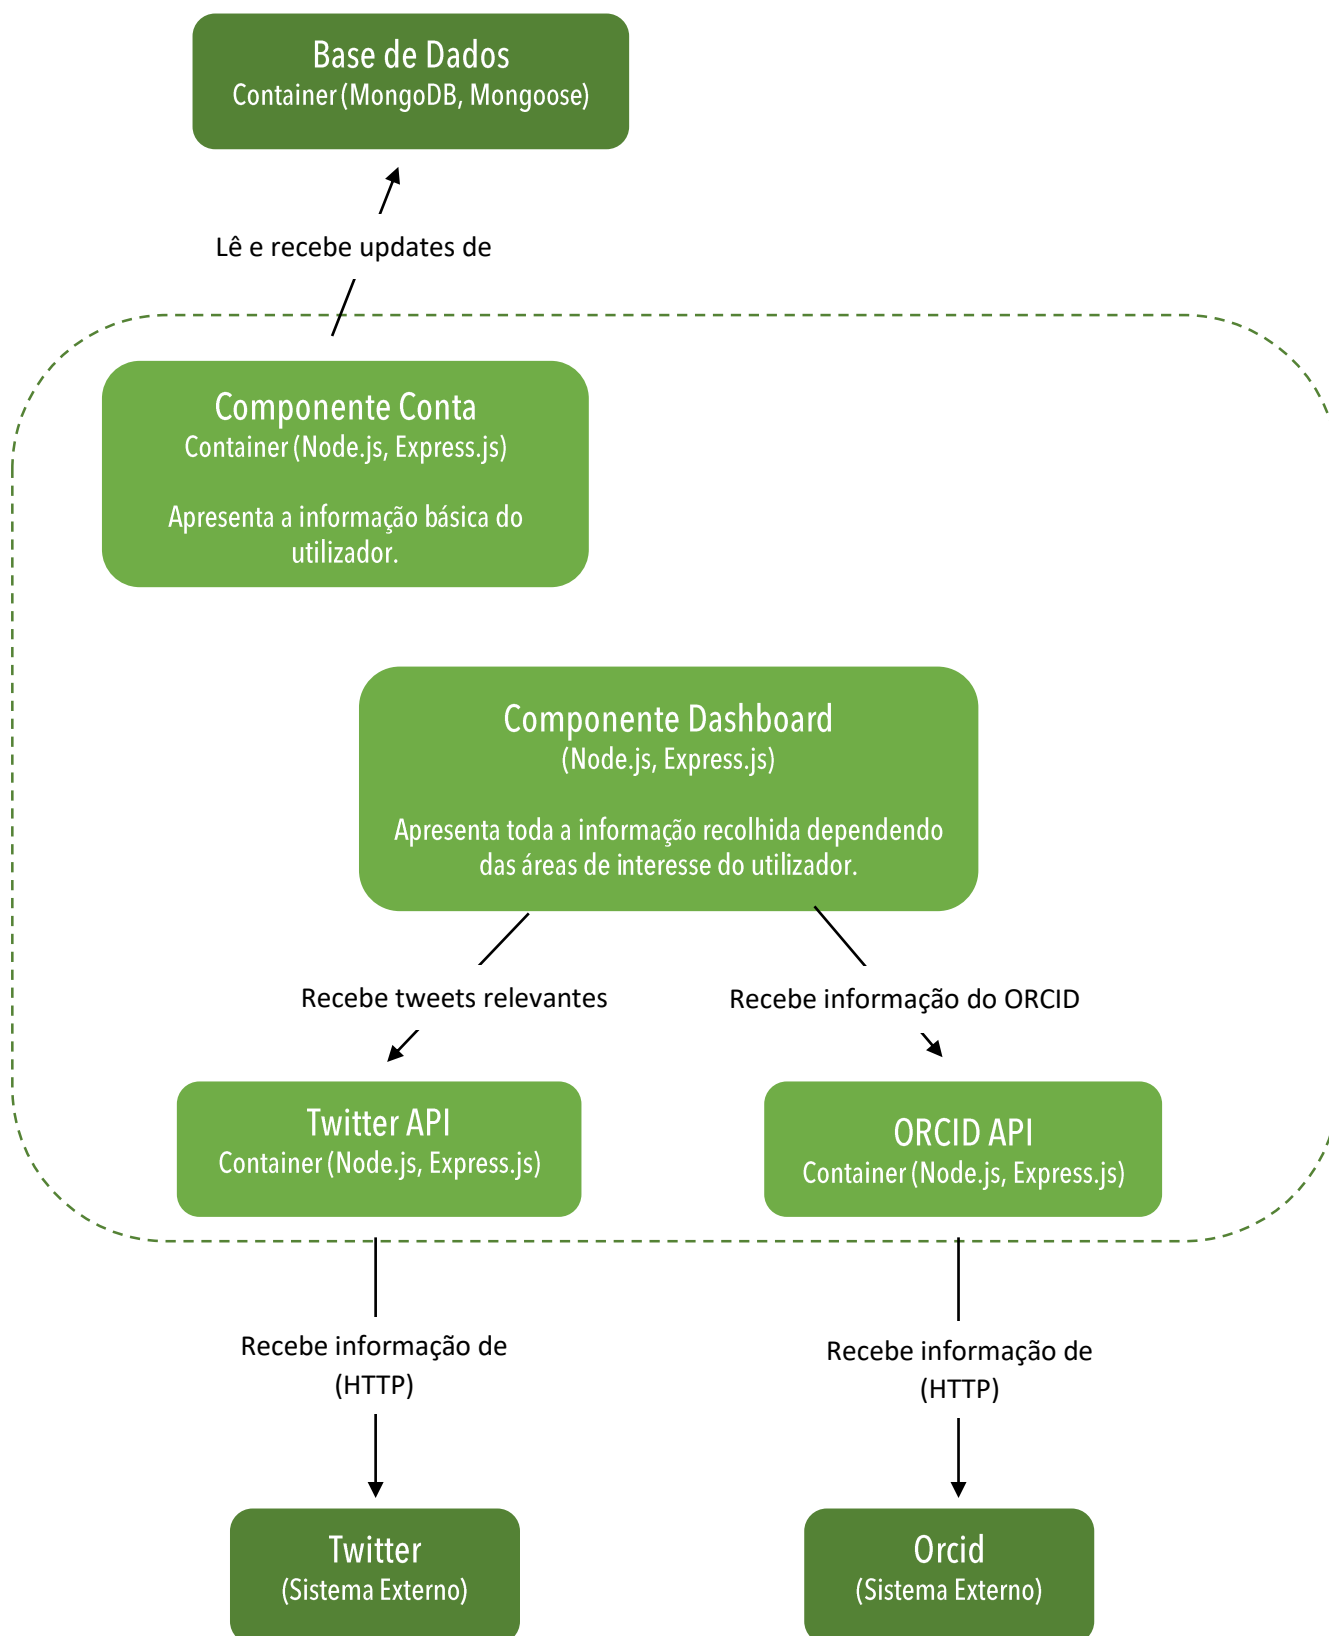 Base de Dados
Container (MongoDB, Mongoose)
Lê e recebe updates de
Componente Conta
Container (Node.js, Express.js)
Apresenta a informação básica do
utilizador.
Componente Dashboard
(Node.js, Express.js)
Apresenta toda a informação recolhida dependendo
das áreas de interesse do utilizador.
Recebe tweets relevantes
Recebe informação do ORCID
Twitter API
Container (Node.js, Express.js)
ORCID API
Container (Node.js, Express.js)
Recebe informação de
(HTTP)
Recebe informação de
(HTTP)
Twitter
(Sistema Externo)
Orcid
(Sistema Externo)